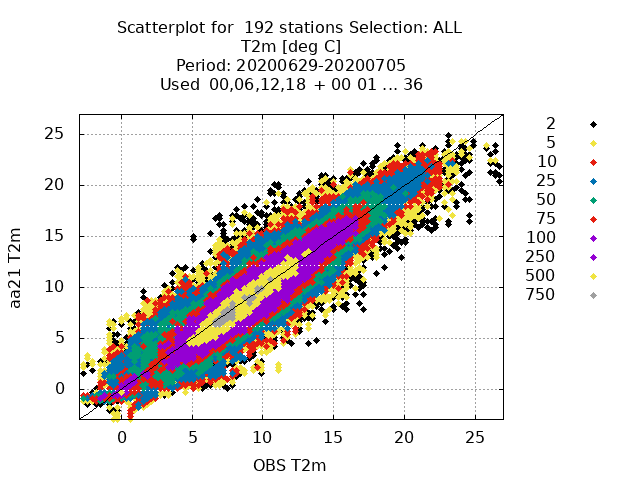 Scatterplot for  192 stations Selection: ALL
T2m [deg C]
Period: 20200629-20200705
Used  00,06,12,18  + 00 01 ... 36
25
20
15
10
5
0
0 5 10 15 20 25
OBS T2m
aa21 T2m
2
5
10
25
50
75
100
250
500
750